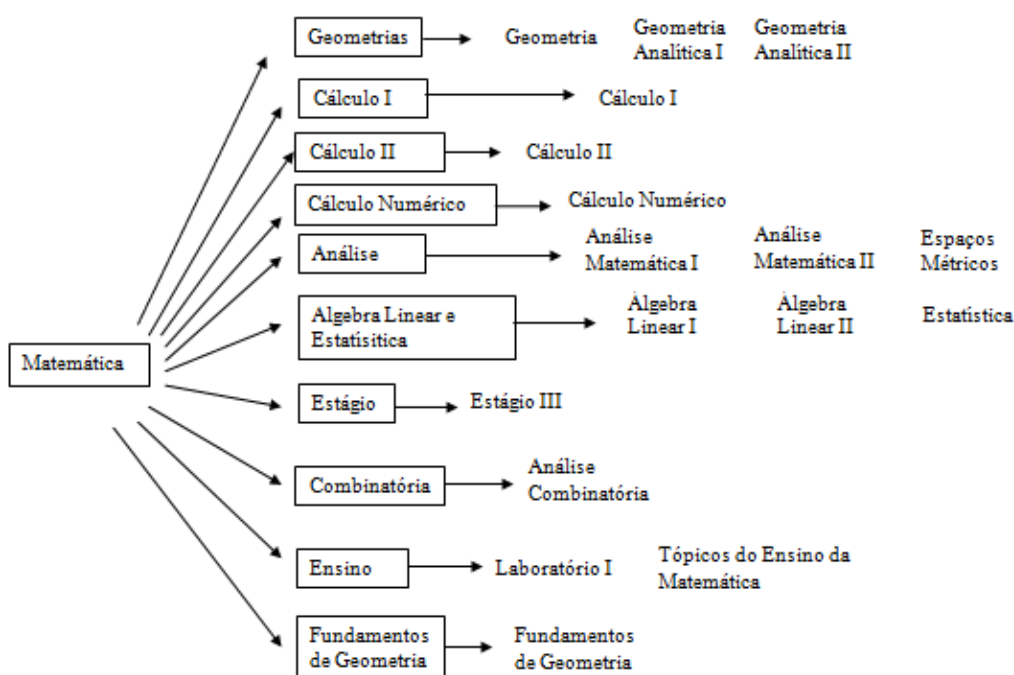 Geometrias
Geometria
Geometria
Analítica I
Geometria
Analítica II
Cálculo I
Cálculo I
Cálculo II
Cálculo II
Cálculo Numérico
Cálculo Numérico
Análise
Análise
Matemática I
Análise
Matemática II
Espaços
Métricos
Álgebra Linear e
Estatísitica
Álgebra
Linear I
Álgebra
Linear II
Estatística
Matemática
Estágio
Estágio III
Combinatória
Análise
Combinatória
Ensino
Laboratório I
Tópicos do Ensino da
Matemática
Fundamentos
de Geometria
Fundamentos
de Geometria